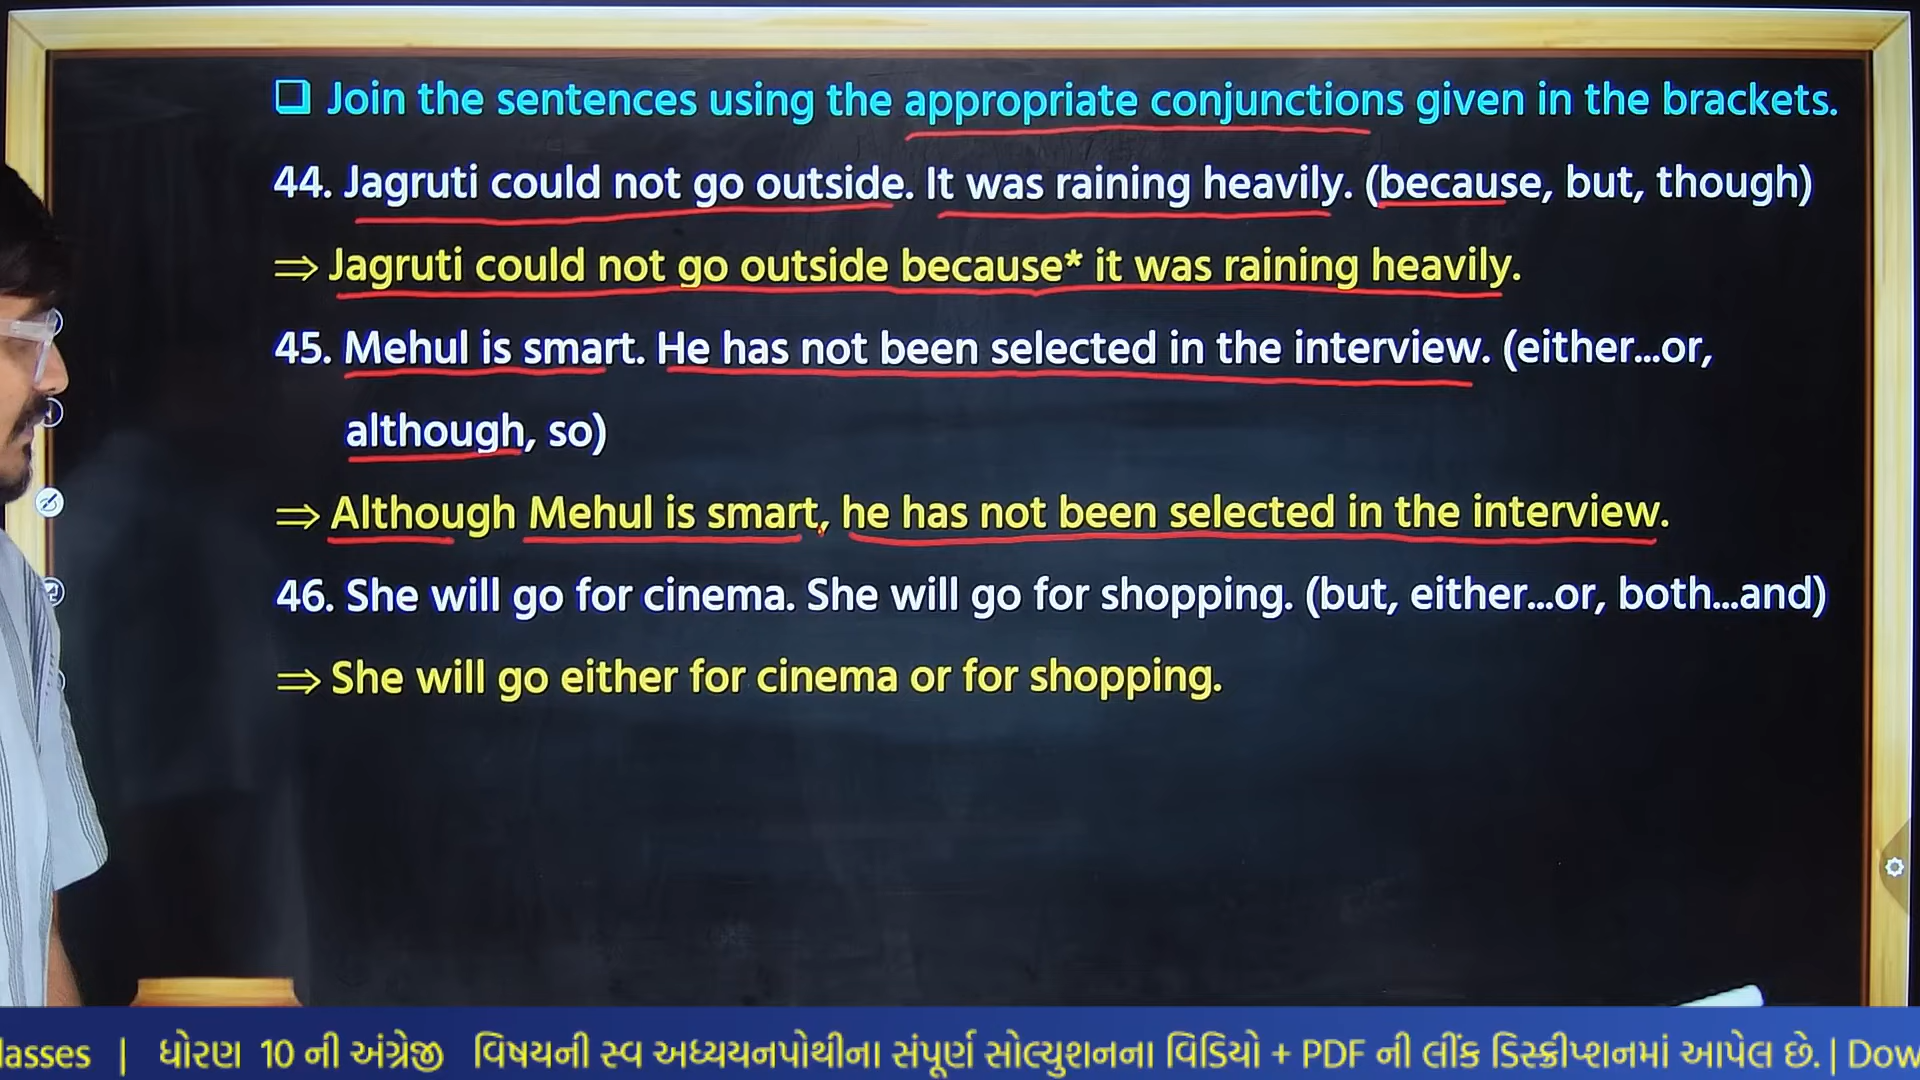 ❑ Join the sentences using the appropriate conjunctions given in the brackets.
44. Jagruti could not go outside. It was raining heavily. (because, but, though)
⇒ Jagruti could not go outside because* it was raining heavily.
45. Mehul is smart. He has not been selected in the interview. (either...or,
although, so)
⇒ Although Mehul is smart, he has not been selected in the interview.
46. She will go for cinema. She will go for shopping. (but, either...or, both...and)
⇒ She will go either for cinema or for shopping.
lasses | ધોરણ 10 ની અંગ્રેજી વિષયની સ્વ અધ્યયનપોથીના સંપૂર્ણ સોલ્યુશનના વિડિયો + PDF ની લીંક ડિસ્ક્રીપ્શનમાં આપેલ છે. | Dow